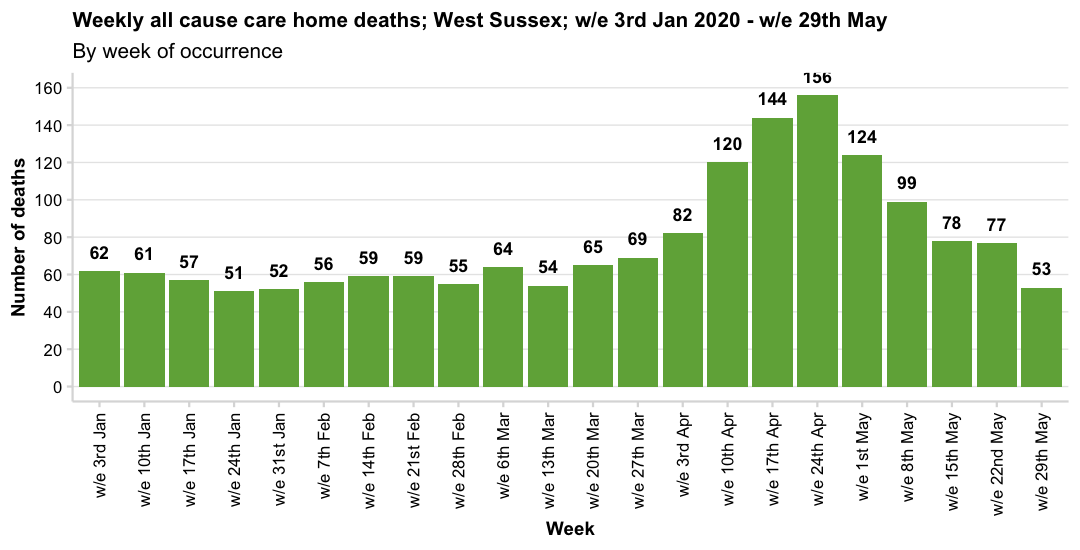 Weekly all cause care home deaths; West Sussex; w/e 3rd Jan 2020 - w/e 29th May
By week of occurrence
Number of deaths
160
140
120
100
80
60
40
20
0
62
61
57
51
52
56
59
59
55
64
54
65
69
82
120
144
156
124
99
78
77
53
w/e 3rd Jan
w/e 10th Jan
w/e 17th Jan
w/e 24th Jan
w/e 31st Jan
w/e 7th Feb
w/e 14th Feb
w/e 21st Feb
w/e 28th Feb
w/e 6th Mar
w/e 13th Mar
w/e 20th Mar
w/e 27th Mar
w/e 3rd Apr
w/e 10th Apr
w/e 17th Apr
w/e 24th Apr
w/e 1st May
w/e 8th May
w/e 15th May
w/e 22nd May
w/e 29th May
Week